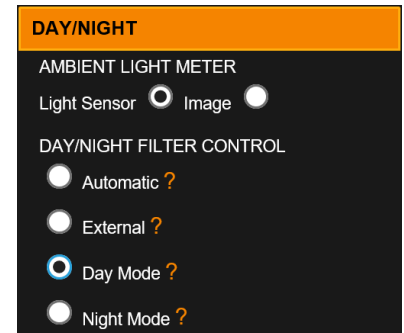 DAY/NIGHT
AMBIENT LIGHT METER
Light Sensor Image
DAY/NIGHT FILTER CONTROL
Automatic ?
External ?
Day Mode ?
Night Mode ?